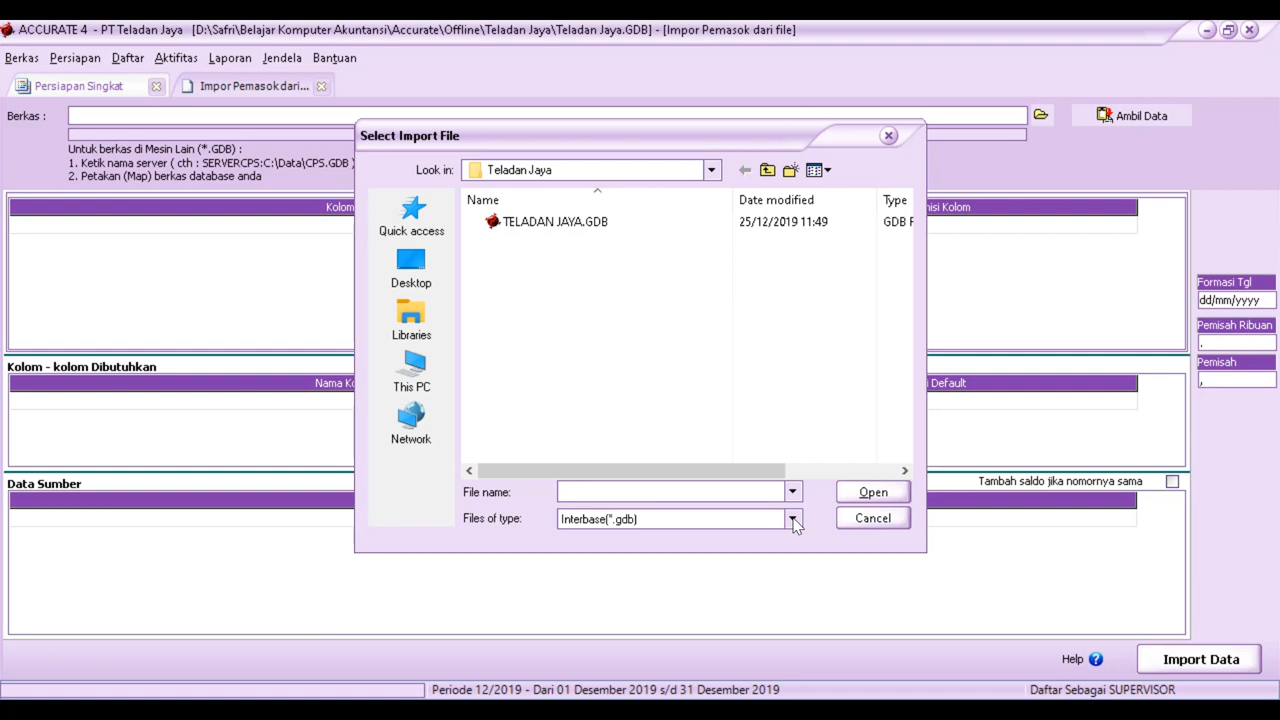 ACCURATE 4 - PT Teladan Jaya [D:\Safri\Belajar Komputer Akuntansi\Accurate\Offline\Teladan Jaya\Teladan Jaya.GDB] - [Impor Pemasok dari file]
Berkas Persiapan Daftar Aktifitas Laporan Jendela Bantuan
Persiapan Singkat
Impor Pemasok dari...
Berkas :
Ambil Data
Untuk berkas di Mesin Lain (*.GDB) :
1. Ketik nama server ( cth : SERVERCPS:C:\Data\CPS.GDB )
2. Petakan (Map) berkas database anda
Select Import File
Look in: Teladan Jaya
Quick access
Desktop
Libraries
This PC
Network
Name Date modified Type
TELADAN JAYA.GDB 25/12/2019 11:49 GDB F
File name:
Open
Files of type: Interbase(*.gdb)
Cancel
Kolom
isi Kolom
Formasi Tgl
dd/mm/yyyy
Pemisah Ribuan
.
Pemisah
,
Kolom - kolom Dibutuhkan
Nama Ko
i Default
Data Sumber
Tambah saldo jika nomornya sama
Help ?
Import Data
Periode 12/2019 - Dari 01 Desember 2019 s/d 31 Desember 2019
Daftar Sebagai SUPERVISOR